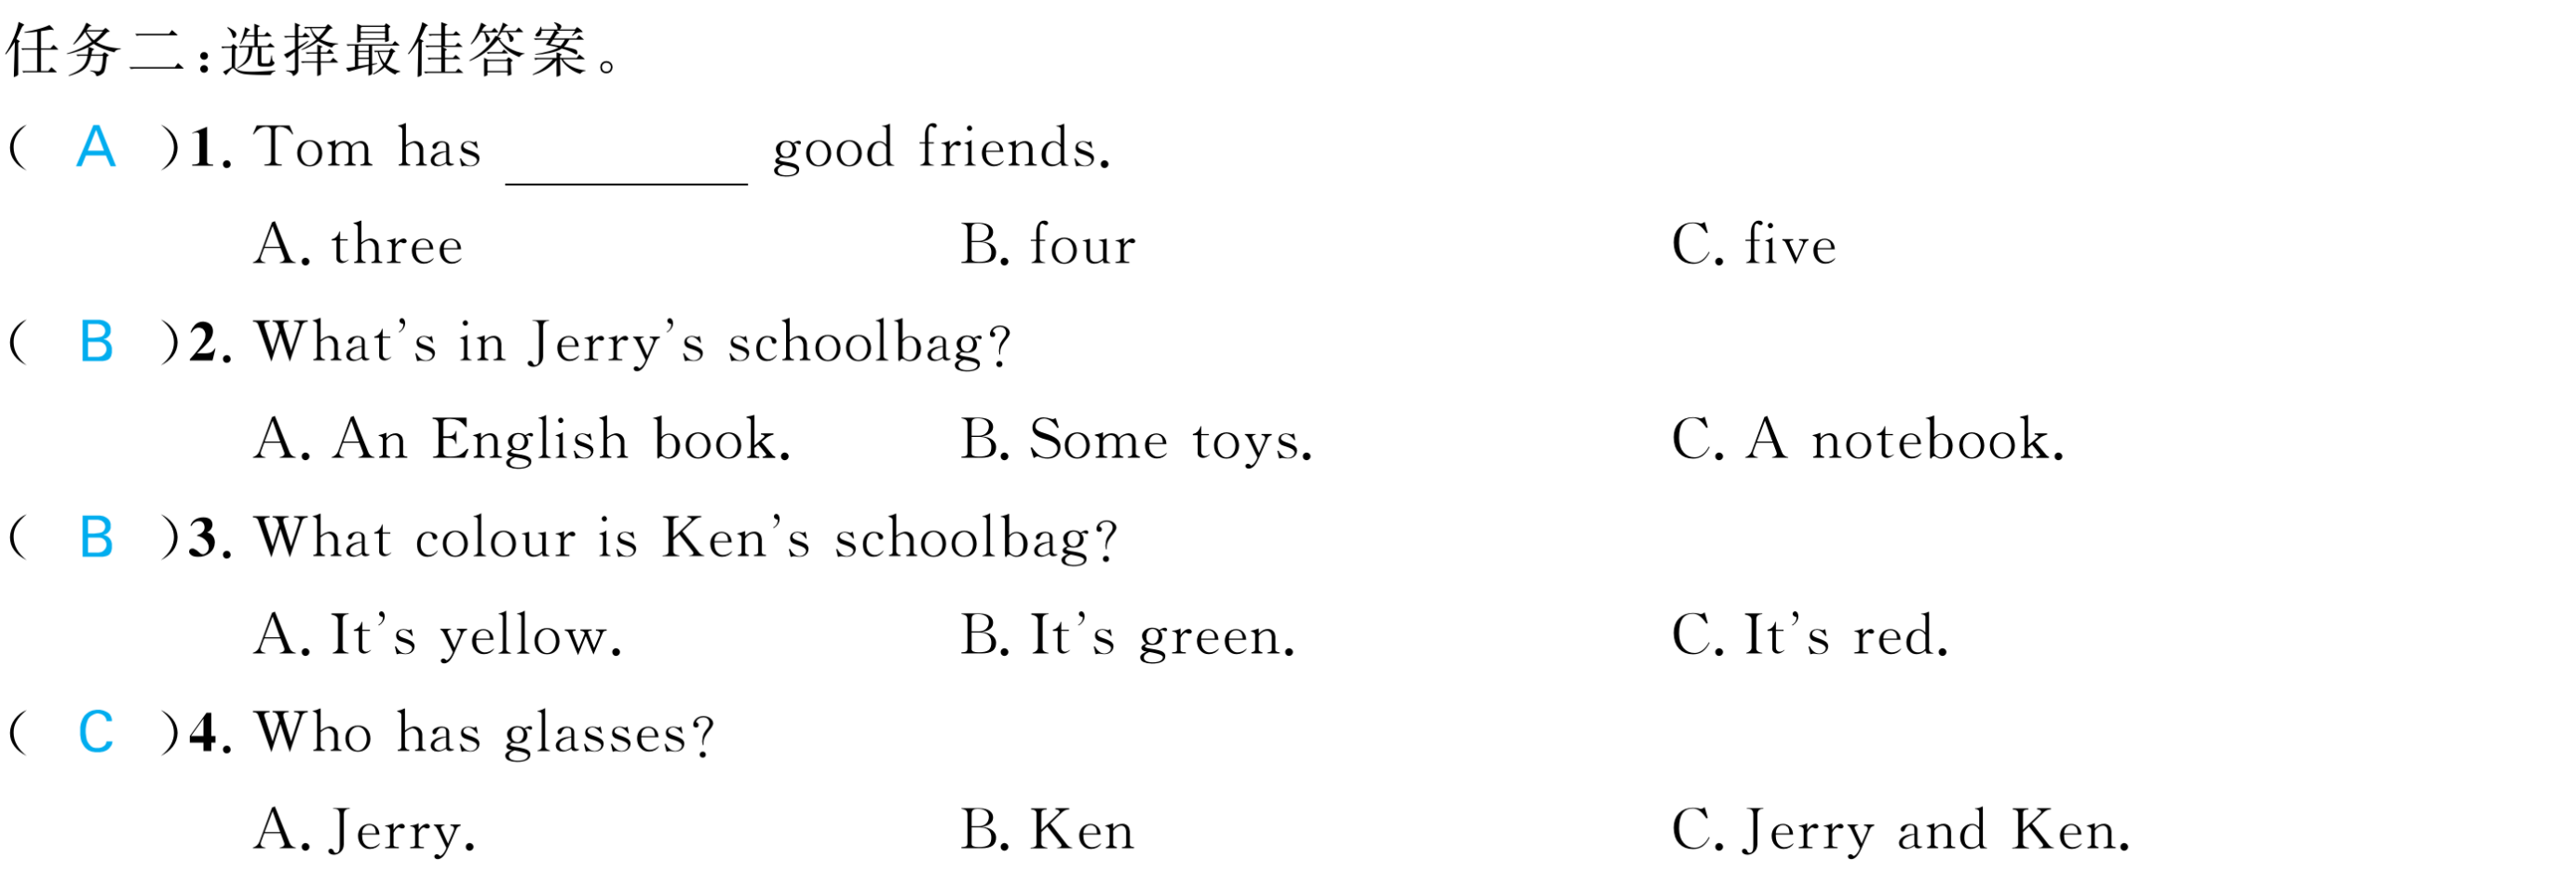 任务二:选择最佳答案。
( A )1. Tom has ________ good friends.
A. three B. four C. five
( B )2. What's in Jerry's schoolbag?
A. An English book. B. Some toys. C. A notebook.
( B )3. What colour is Ken's schoolbag?
A. It's yellow. B. It's green. C. It's red.
( C )4. Who has glasses?
A. Jerry. B. Ken C. Jerry and Ken.